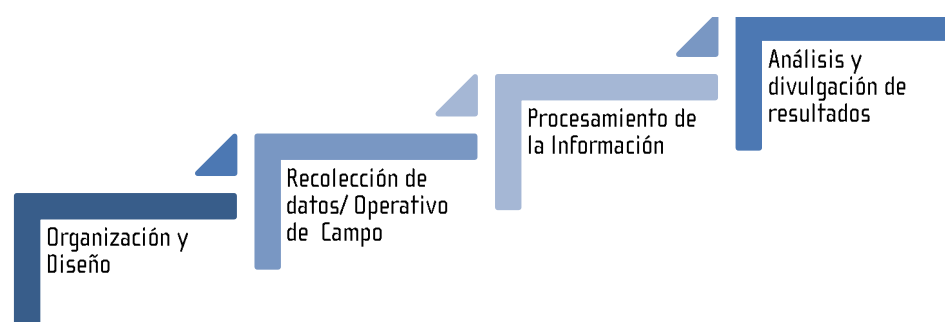 Organización y
Diseño
Recolección de
datos/ Operativo
de Campo
Procesamiento de
la Información
Análisis y
divulgación de
resultados